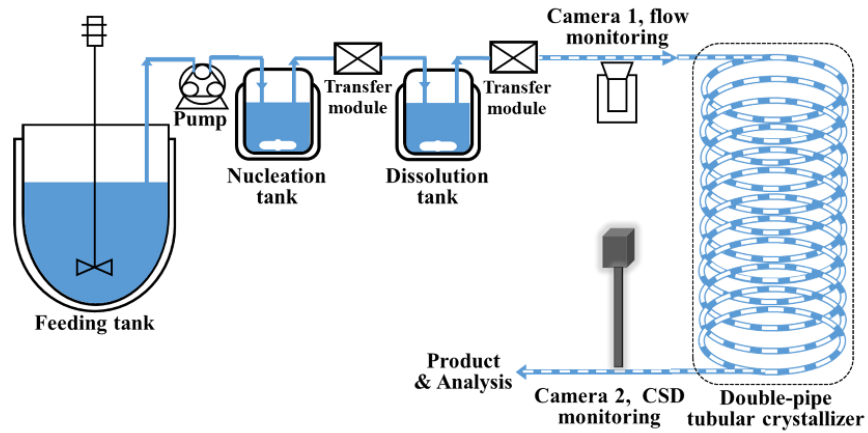 Camera 1, flow
monitoring
Pump
Transfer
module
Transfer
module
Nucleation
tank
Dissolution
tank
Feeding tank
Product
& Analysis
Camera 2, CSD
monitoring
Double-pipe
tubular crystallizer